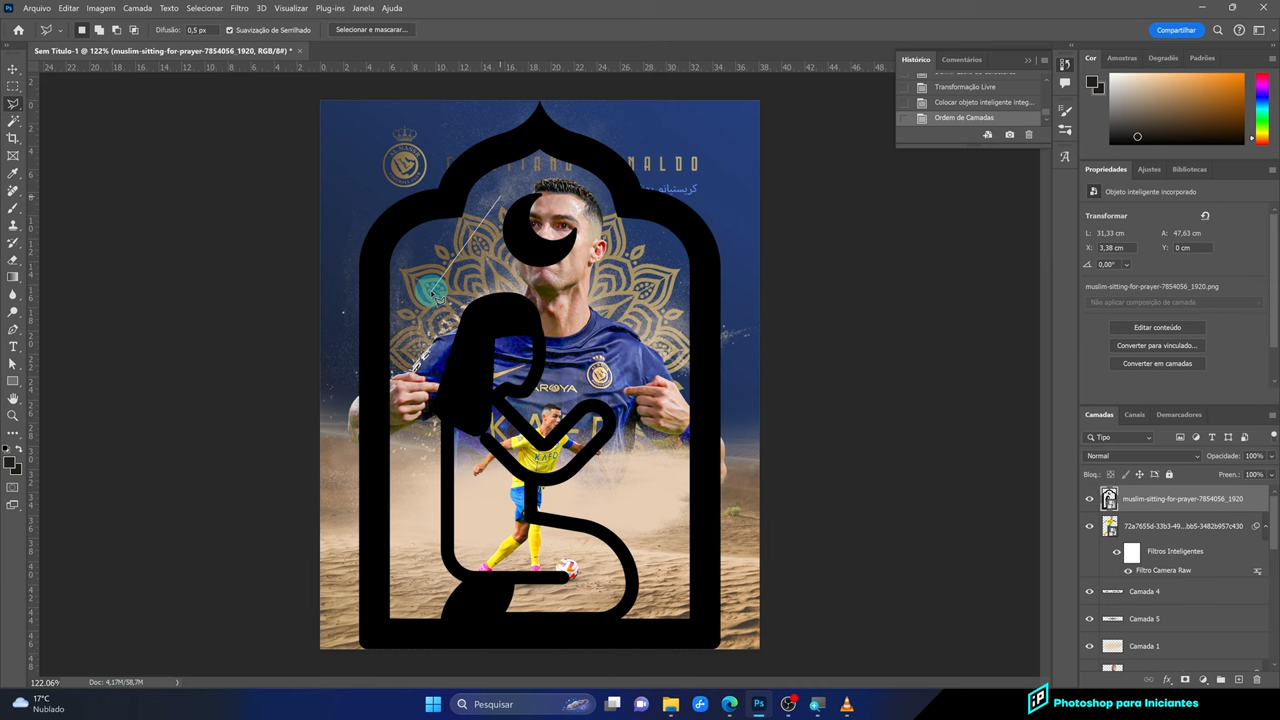 Arquivo Editar Imagem Camada Texto Selecionar Filtro 3D Visualizar Plug-ins Janela Ajuda
Difusão: 0,5 px Suavização de Serrilhado Selecionar e mascarar... Compartilhar
Sem Título-1 @ 122% (muslim-sitting-for-prayer-7854056_1920, RGB/8#) *
Histórico Comentários
Transformação Livre
Colocar objeto inteligente integ...
Ordem de Camadas
Cor Amostras Degradês Padrões
Propriedades Ajustes Bibliotecas
Objeto inteligente incorporado
Transformar
L: 31,33 cm A: 47,63 cm
X: 3,38 cm Y: 0 cm
0,00°
muslim-sitting-for-prayer-7854056_1920.png
Não aplicar composição de camada
Editar conteúdo
Converter para vinculado...
Converter em camadas
Camadas Canais Demarcadores
Tipo
Normal Opacidade: 100%
Bloq.: Preen.: 100%
muslim-sitting-for-prayer-7854056_1920
72a7655d-33b3-49...bb5-3482b957c430
Filtros Inteligentes
Filtro Camera Raw
Camada 4
Camada 5
Camada 1
كريستيانو
122.06% Doc: 4,17M/58,7M
17°C
Nublado
Pesquisar
Photoshop para Iniciantes